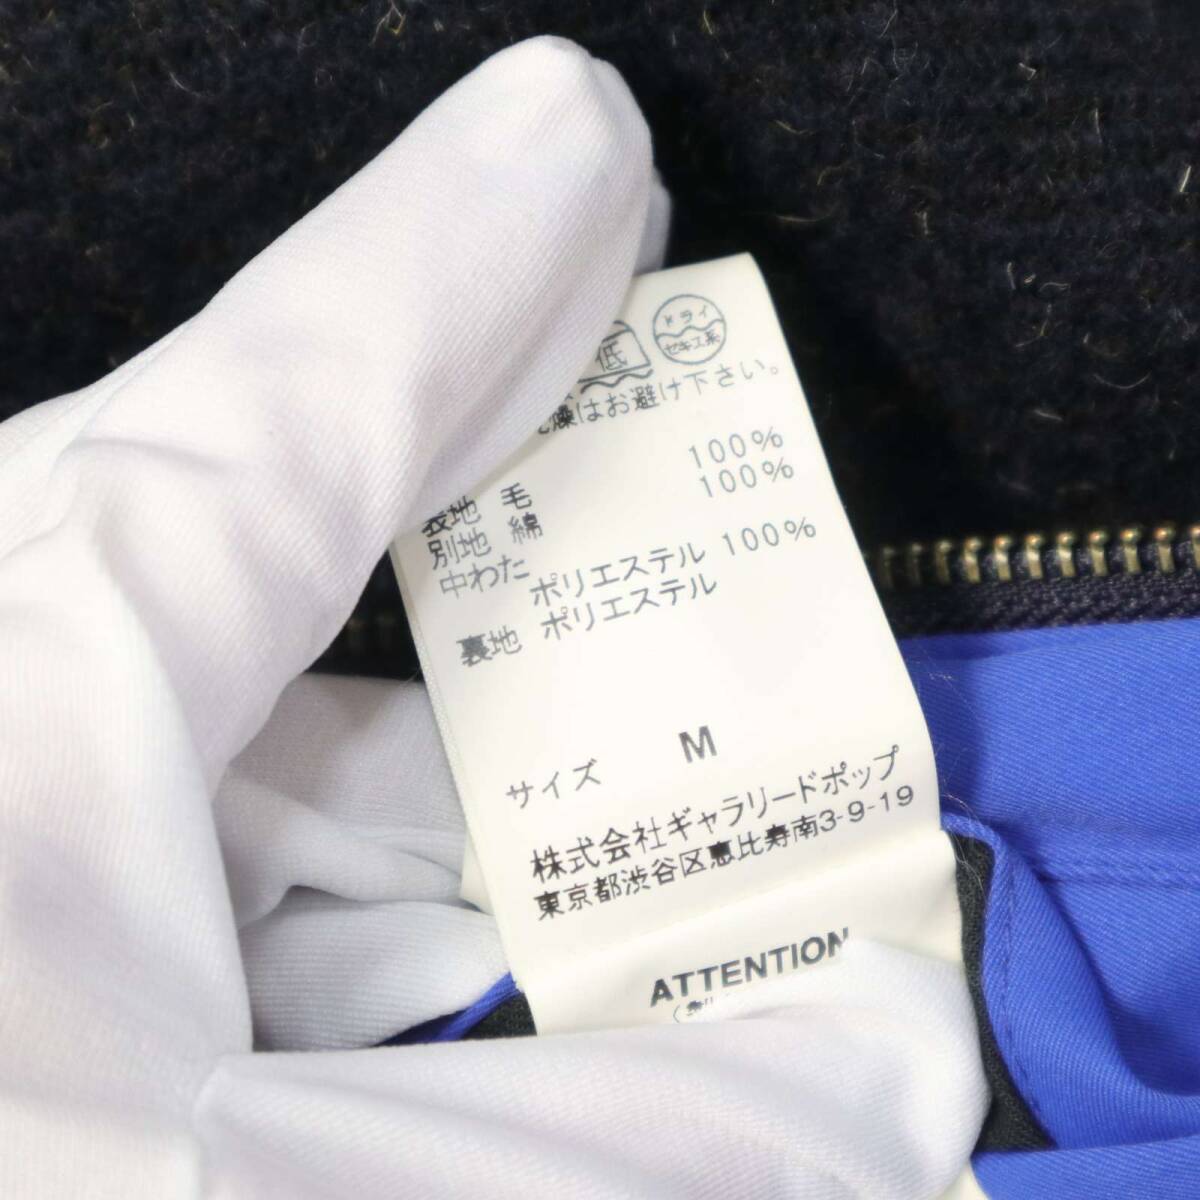 ドライ
セキユ系
低
燥はお避け下さい。
表地 毛 100%
別地 綿 100%
中わた
ポリエステル 100%
裏地 ポリエステル
サイズ M
株式会社ギャラリードポップ
東京都渋谷区恵比寿南3-9-19
ATTENTION